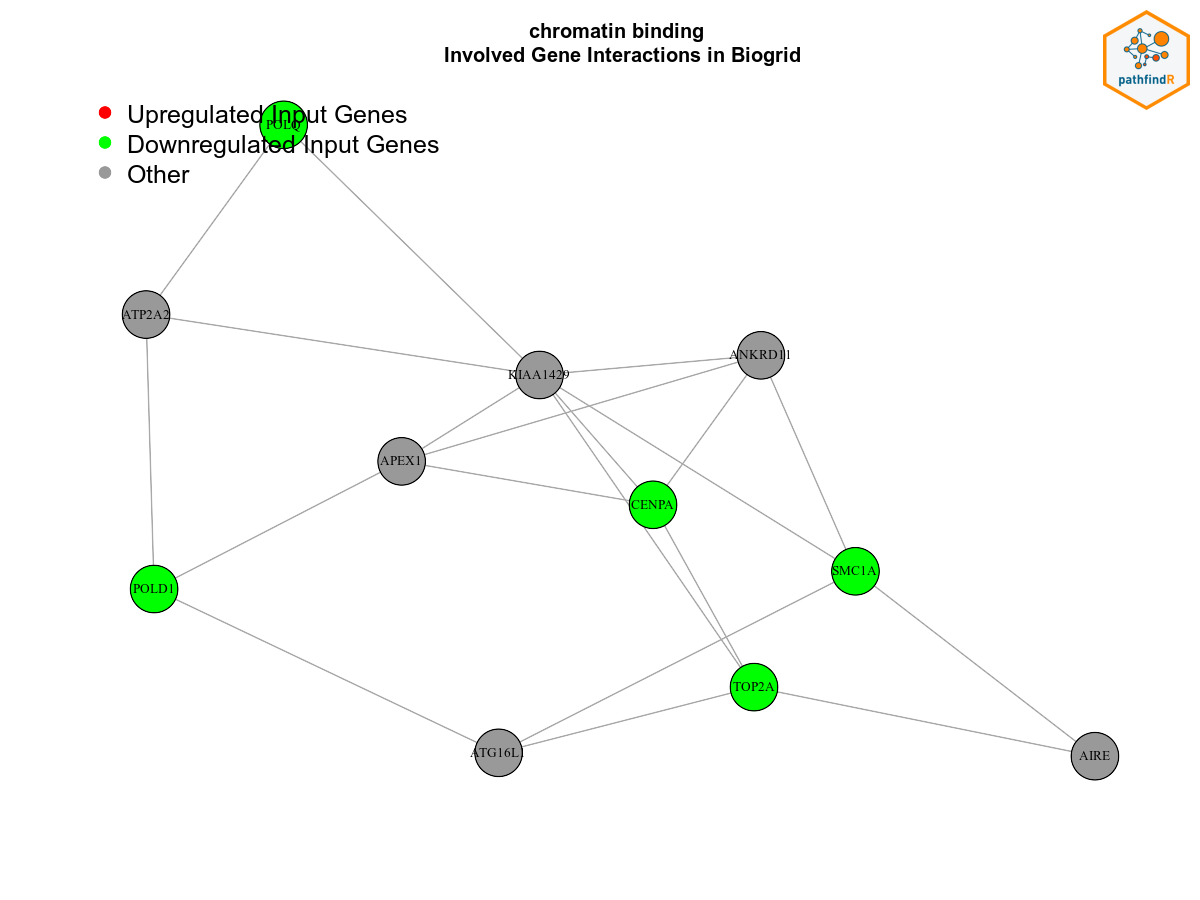 chromatin binding
Involved Gene Interactions in Biogrid
pathfindR
Upregulated Input Genes
POLQ
Downregulated Input Genes
Other
ATP2A2
ANKRD11
KIAA1429
APEX1
CENPA
SMC1A
POLD1
TOP2A
ATG16L1
AIRE